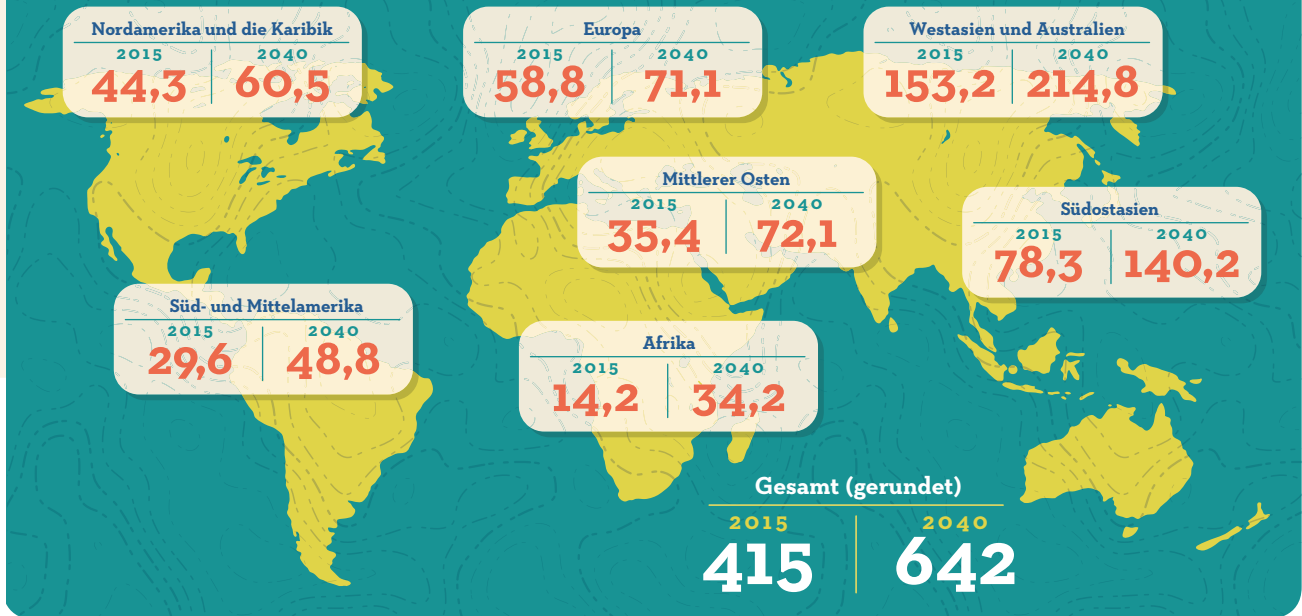 Nordamerika und die Karibik
2015 2040
44,3 60,5
Europa
2015 2040
58,8 71,1
Westasien und Australien
2015 2040
153,2 214,8
Mittlerer Osten
2015 2040
35,4 72,1
Südostasien
2015 2040
78,3 140,2
Süd- und Mittelamerika
2015 2040
29,6 48,8
Afrika
2015 2040
14,2 34,2
Gesamt (gerundet)
2015 2040
415 642